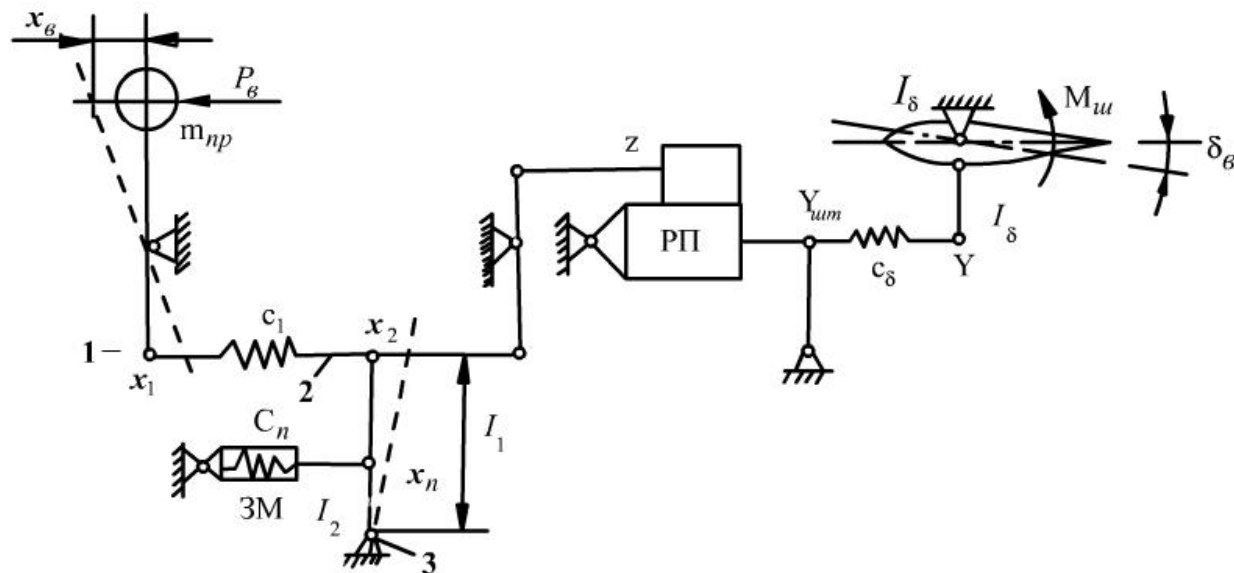 x_в
P_в
m_пр
I_δ
M_ш
δ_в
z
Y_шт
РП
I_δ
c_δ
Y
c_1
x_2
1–
x_1
2
C_п
I_1
x_п
ЗМ
I_2
3